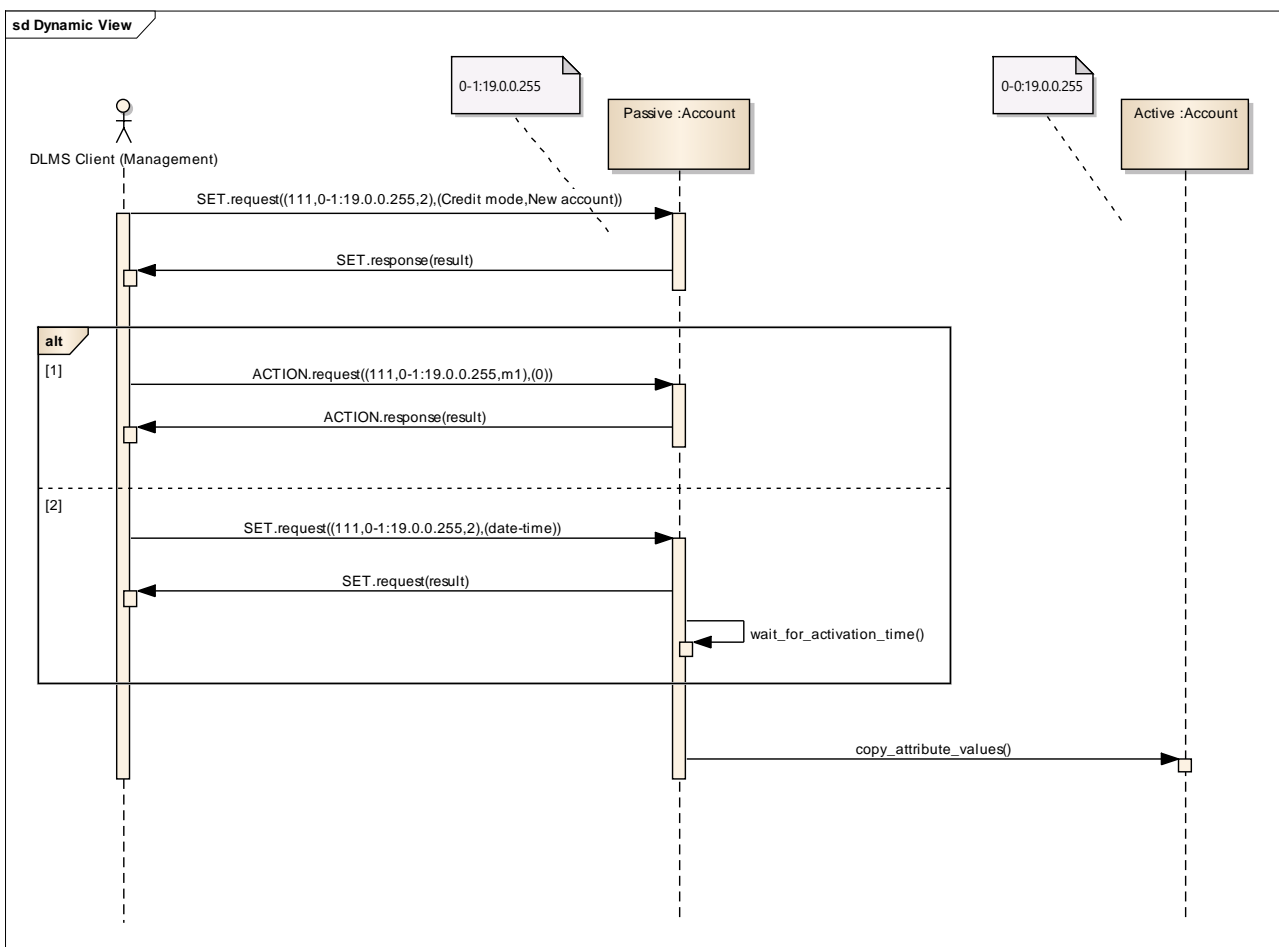 sd Dynamic View
0-1:19.0.0.255
0-0:19.0.0.255
Passive :Account
Active :Account
DLMS Client (Management)
SET.request((111,0-1:19.0.0.255,2),(Credit mode,New account))
SET.response(result)
alt
[1]
ACTION.request((111,0-1:19.0.0.255,m1),(0))
ACTION.response(result)
[2]
SET.request((111,0-1:19.0.0.255,2),(date-time))
SET.request(result)
wait_for_activation_time()
copy_attribute_values()